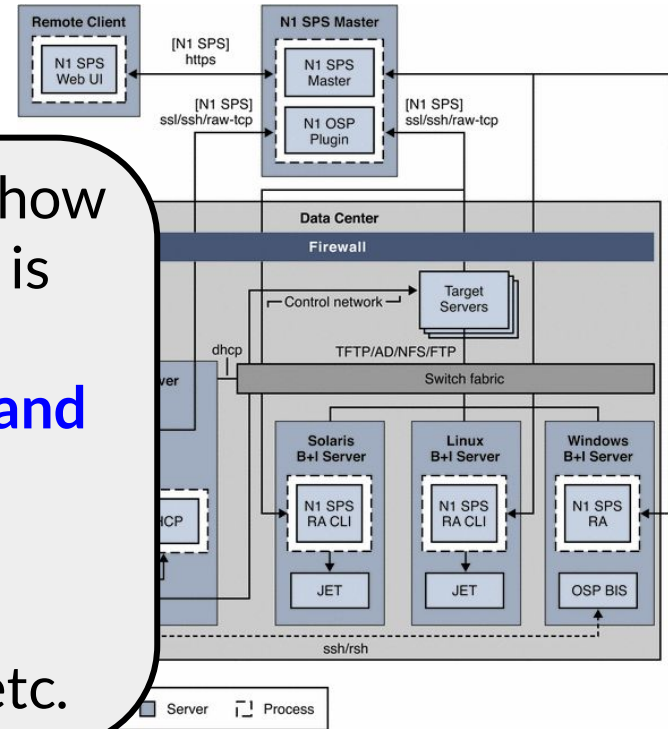 Remote Client
N1 SPS
Web UI
[N1 SPS]
https
N1 SPS Master
N1 SPS
Master
N1 OSP
Plugin
[N1 SPS]
ssl/ssh/raw-tcp
[N1 SPS]
ssl/ssh/raw-tcp
how
is
and
etc.
Data Center
Firewall
Control network
Target
Servers
dhcp
TFTP/AD/NFS/FTP
Switch fabric
ver
HCP
Solaris
B+I Server
N1 SPS
RA CLI
JET
Linux
B+I Server
N1 SPS
RA CLI
JET
Windows
B+I Server
N1 SPS
RA
OSP BIS
ssh/rsh
Server
Process